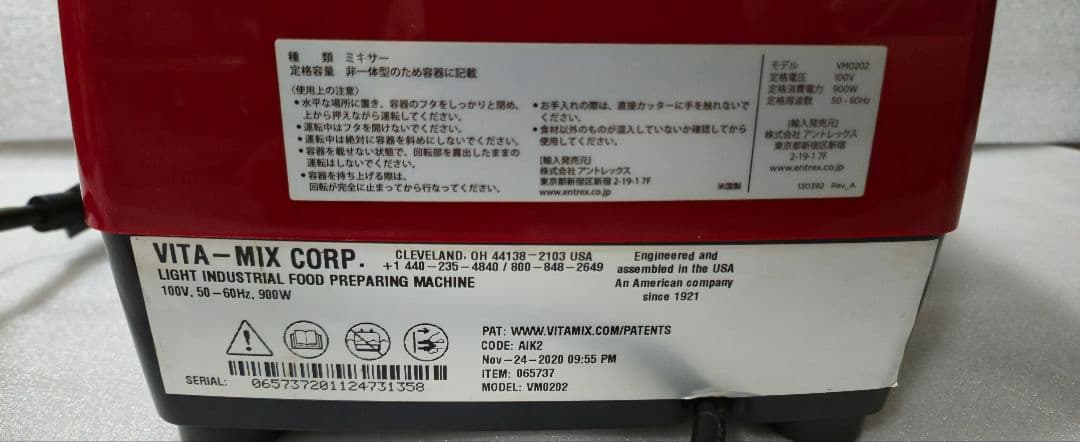 種　類　ミキサー
定格容量　非一体型のため容器に記載
〈使用上の注意〉
•水平な場所に置き、容器のフタをしっかりと閉め、
上から押えながら運転してください。
•運転中はフタを開けないでください。
•運転中は絶対に容器を斜めにしないでください。
•容器を載せない状態で、回転部を露出したままの
運転はしないでください。
•容器を持ち上げる際は、
回転が完全に止まってから行なってください。
•お手入れの際は、直接カッターに手を触れないで
ください。
•食材以外のものが混入していないか確認してから
使用してください。
[輸入発売元]
株式会社 アントレックス
東京都新宿区新宿 2-19-1 7F
www.entrex.co.jp
米国製
モデル　VM0202
定格電圧　100V
定格消費電力　900W
定格周波数　50-60Hz
[輸入発売元]
株式会社 アントレックス
東京都新宿区新宿
2-19-1 7F
www.entrex.co.jp
130392 Rev_A
VITA-MIX CORP.
CLEVELAND, OH 44138-2103 USA
+1 440-235-4840 / 800-848-2649
LIGHT INDUSTRIAL FOOD PREPARING MACHINE
100V, 50-60Hz, 900W
Engineered and
assembled in the USA
An American company
since 1921
PAT: WWW.VITAMIX.COM/PATENTS
CODE: AIK2
Nov-24-2020 09:55 PM
ITEM: 065737
MODEL: VM0202
SERIAL: 065737201124731358